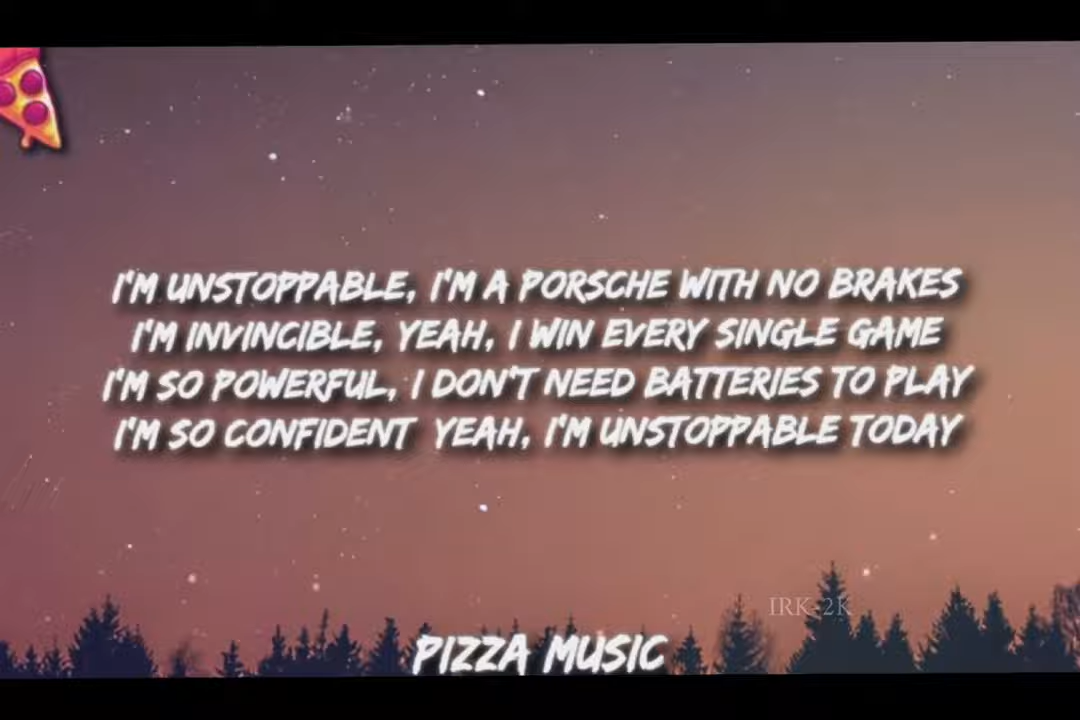 I'M UNSTOPPABLE, I'M A PORSCHE WITH NO BRAKES
I'M INVINCIBLE, YEAH, I WIN EVERY SINGLE GAME
I'M SO POWERFUL, I DON'T NEED BATTERIES TO PLAY
I'M SO CONFIDENT YEAH, I'M UNSTOPPABLE TODAY
IRK-2K
PIZZA MUSIC